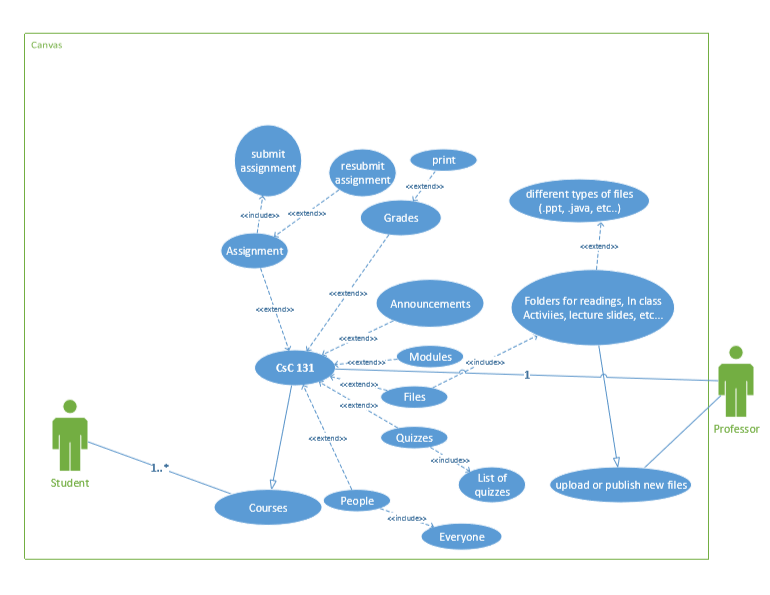 Canvas
submit
assignment
resubmit
assignment
print
<<extend>>
different types of files
(.ppt, .java, etc..)
<<include>>
<<extend>>
Grades
Assignment
<<extend>>
<<extend>>
<<extend>>
Announcements
Folders for readings, In class
Activiies, lecture slides, etc...
<<extend>>
<<extend>>
Modules
<<include>>
CsC 131
1
<<extend>>
Files
<<extend>>
Professor
<<extend>>
Quizzes
<<include>>
1..*
Student
List of
quizzes
upload or publish new files
Courses
People
<<include>>
Everyone